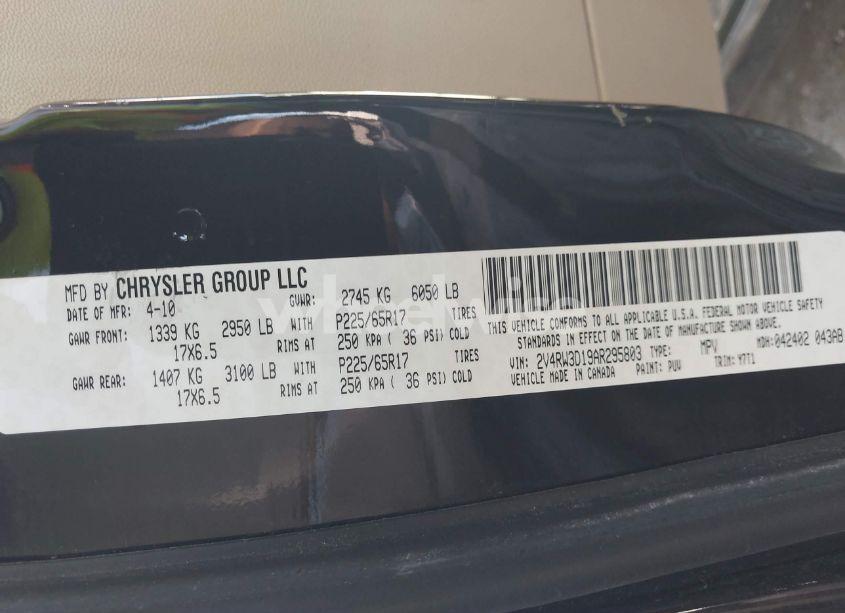 MFD BY CHRYSLER GROUP LLC
DATE OF MFR: 4-10 GVWR: 2745 KG 6050 LB
GAWR FRONT: 1339 KG 2950 LB WITH P225/65R17 TIRES
17X6.5 RIMS AT 250 KPA ( 36 PSI) COLD
GAWR REAR: 1407 KG 3100 LB WITH P225/65R17 TIRES
17X6.5 RIMS AT 250 KPA ( 36 PSI) COLD
THIS VEHICLE CONFORMS TO ALL APPLICABLE U.S.A. FEDERAL MOTOR VEHICLE SAFETY
STANDARDS IN EFFECT ON THE DATE OF MANUFACTURE SHOWN ABOVE.
VIN: 2V4RW3D19AR295803 TYPE: MPV MDH: 042402 043AB
VEHICLE MADE IN CANADA PAINT: PUV TRIM: Y7T1